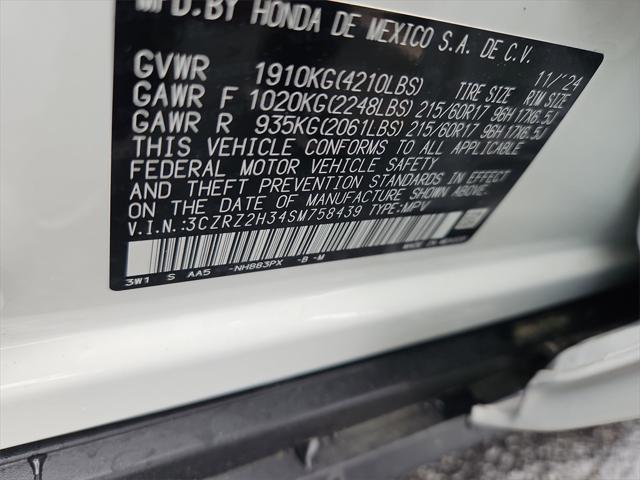 MFD.BY HONDA DE MEXICO S.A. DE C.V.
11/'24
GVWR 1910KG(4210LBS) TIRE SIZE RIM SIZE
GAWR F 1020KG(2248LBS) 215/60R17 96H 17X6.5J
GAWR R 935KG(2061LBS) 215/60R17 96H 17X6.5J
THIS VEHICLE CONFORMS TO ALL APPLICABLE
FEDERAL MOTOR VEHICLE SAFETY
AND THEFT PREVENTION STANDARDS IN EFFECT
ON THE DATE OF MANUFACTURE SHOWN ABOVE.
V.I.N.:3CZRZ2H34SM758439 TYPE:MPV
MADE IN MEXICO
3W1 S AA5 -NH883PX -B -M